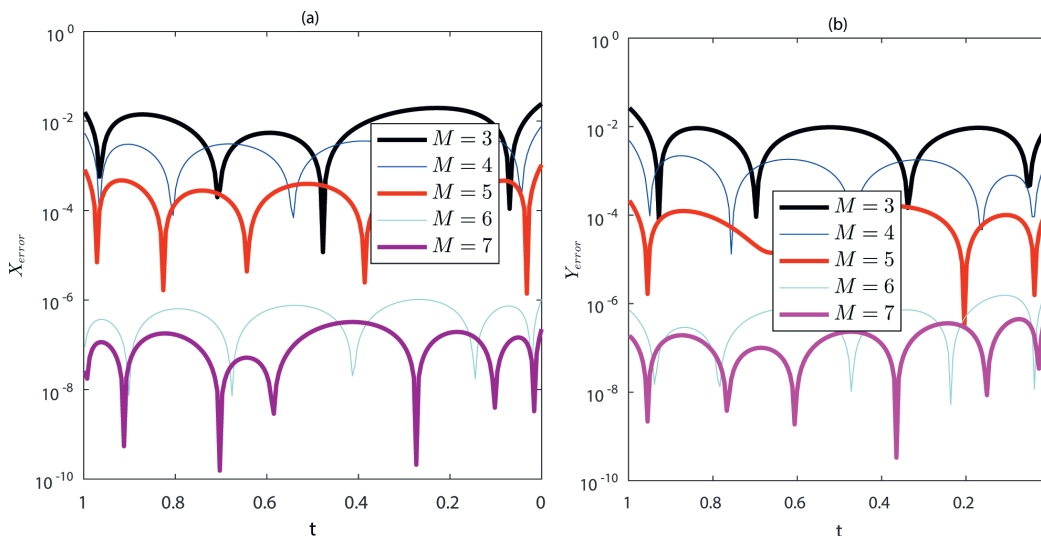 (a)
10^0
10^-2
10^-4
10^-6
10^-8
10^-10
X_error
1
0.8
0.6
0.4
0.2
0
t
M = 3
M = 4
M = 5
M = 6
M = 7
(b)
10^0
10^-2
10^-4
10^-6
10^-8
10^-10
Y_error
1
0.8
0.6
0.4
0.2
t
M = 3
M = 4
M = 5
M = 6
M = 7